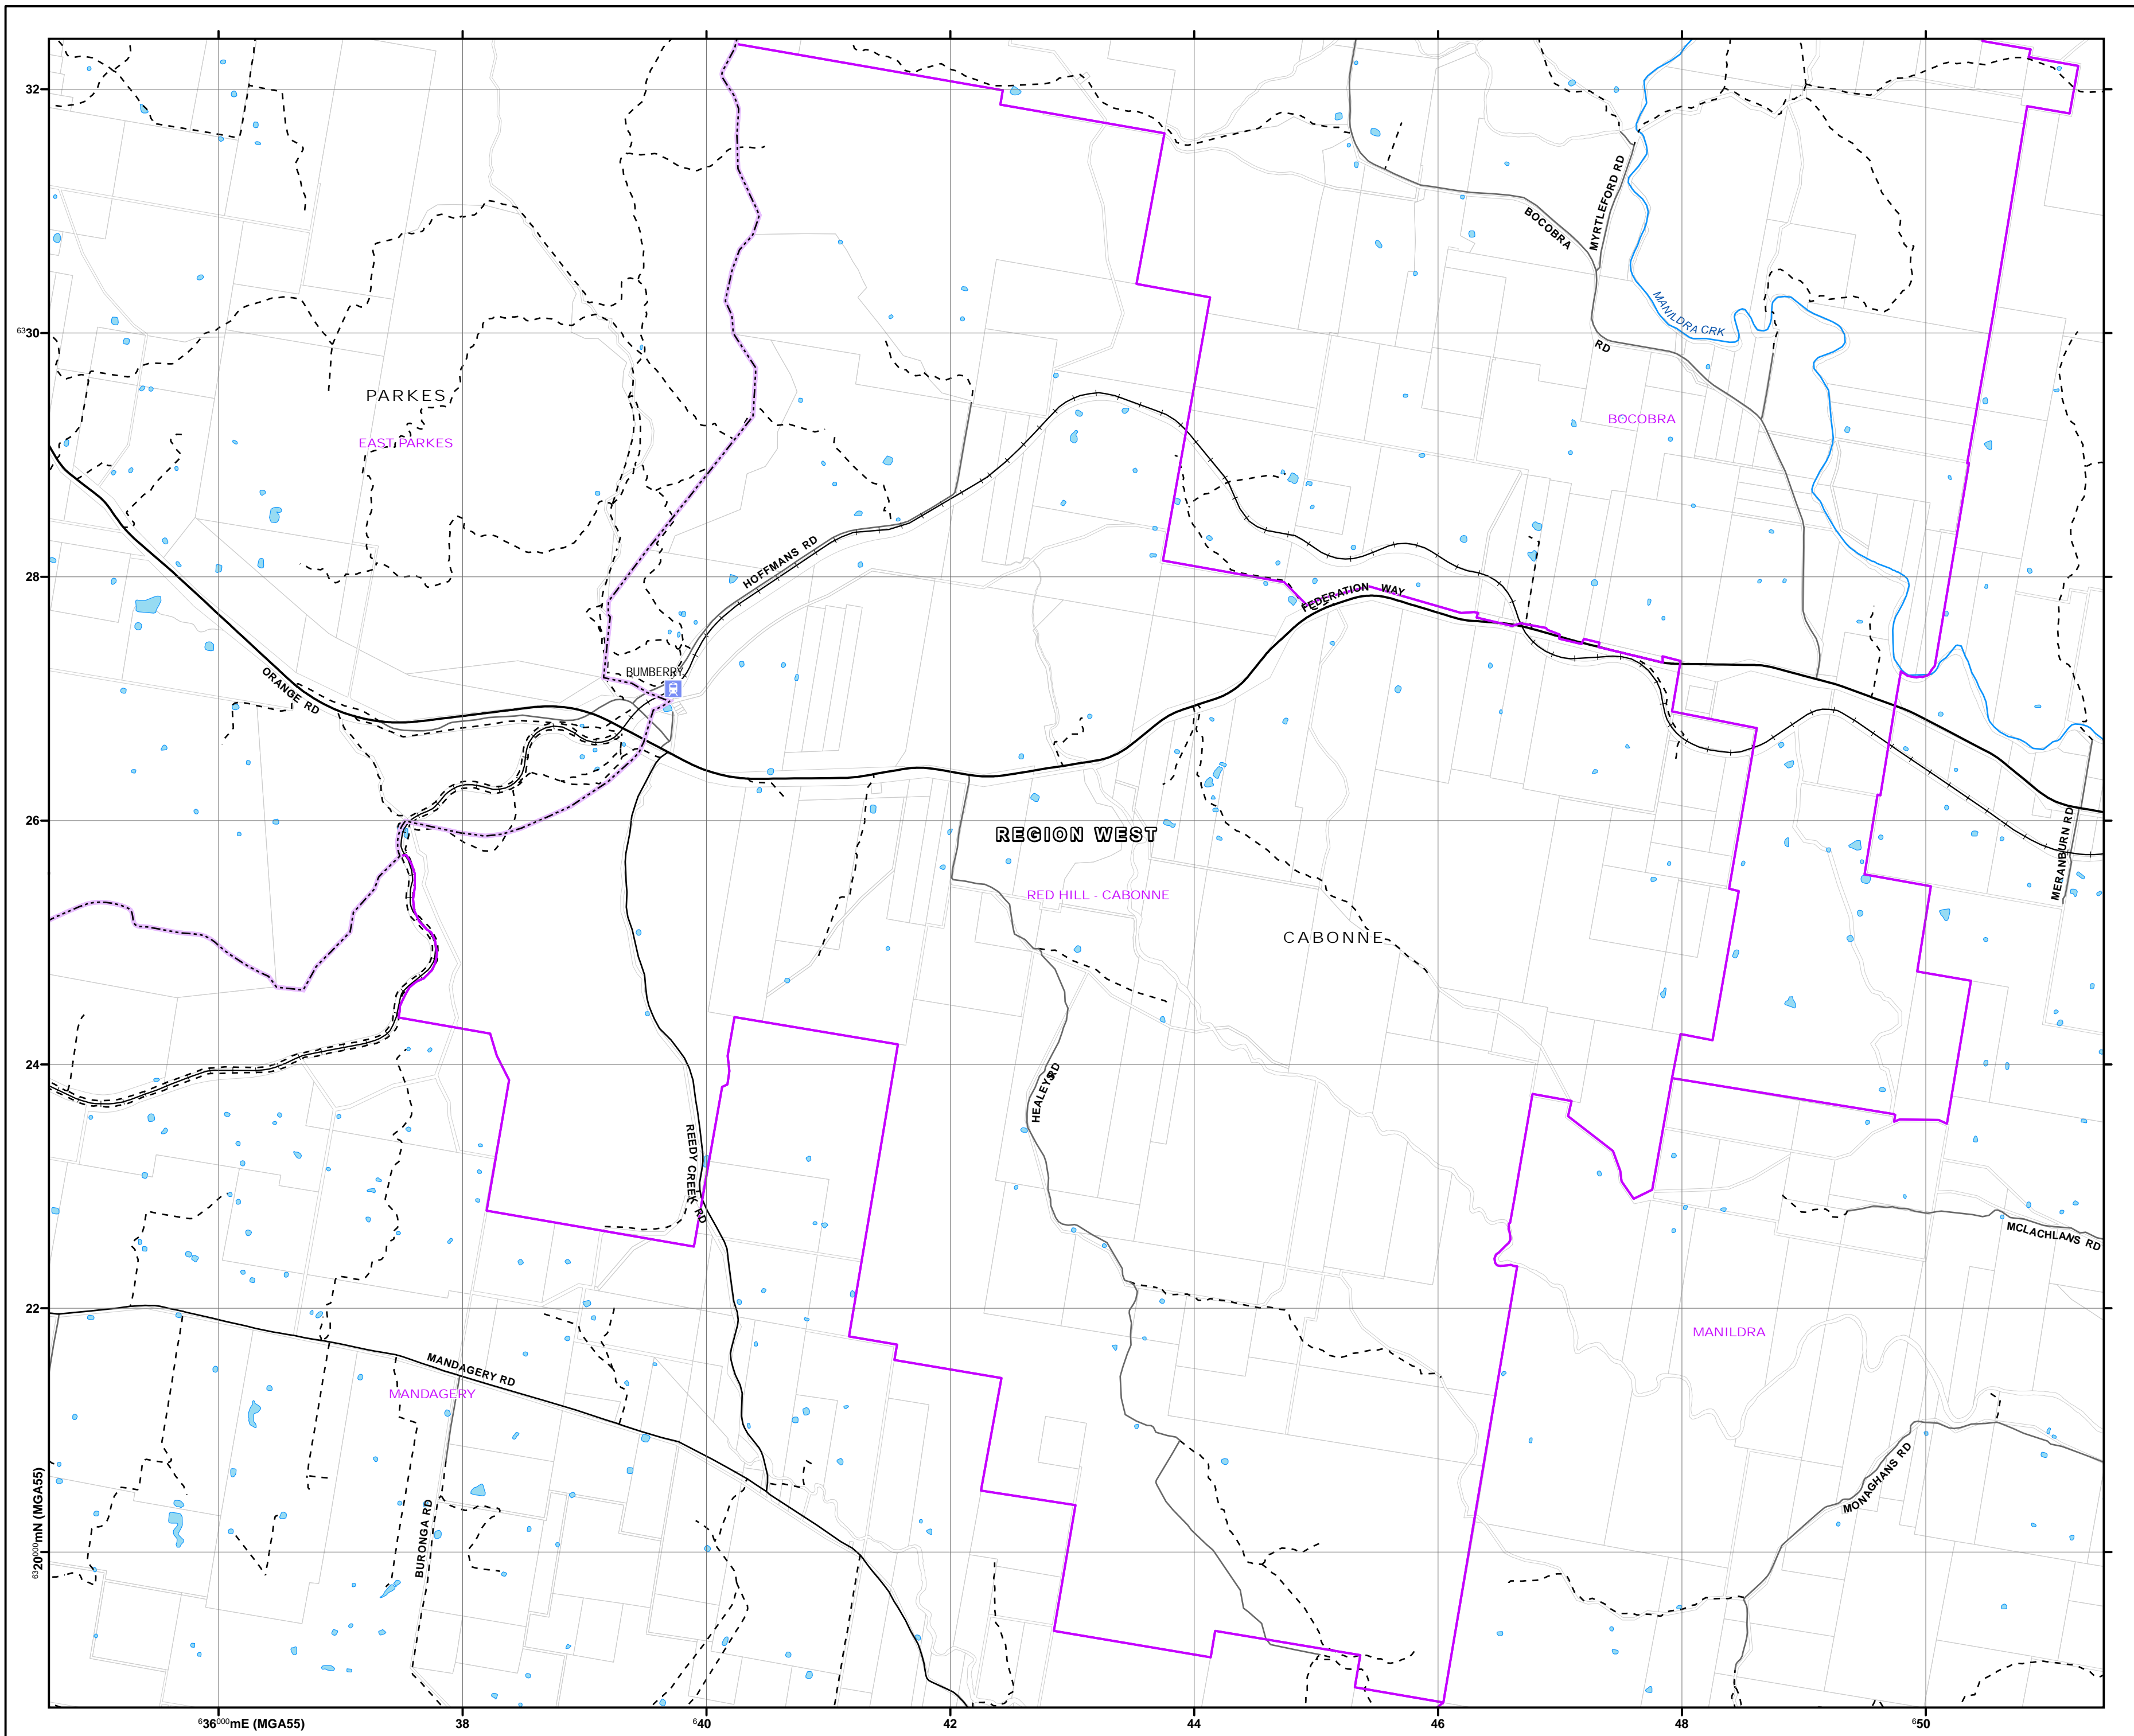 32
MYRTLEFORD RD
BOCOBRA
MANILDRA CRK
6330
RD
PARKES
BOCOBRA
EAST PARKES
HOFFMANS RD
28
FEDERATION WAY
BUMBERRY
ORANGE RD
26
REGION WEST
MERANBURN RD
RED HILL - CABONNE
CABONNE
24
HEALEYS RD
REEDY CREEK RD
MCLACHLANS RD
22
MANILDRA
MANDAGERY RD
MANDAGERY
MONAGHANS RD
BURONGA RD
6320000mN (MGA55)
636000mE (MGA55)
38
640
42
44
46
48
650